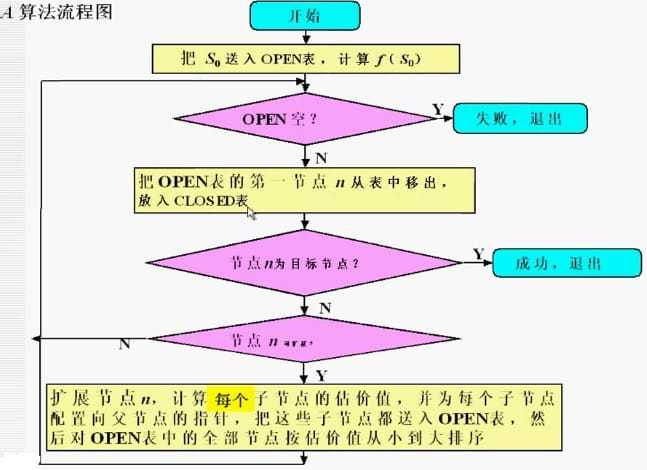 A 算法流程图
开始
把 S0 送入 OPEN表，计算 f ( S0)
OPEN 空？
Y
失败，退出
N
把 OPEN表的第一节点 n 从表中移出，
放入 CLOSED表
节点n为目标节点？
Y
成功，退出
N
节点 n
N
Y
扩展节点n，计算每个子节点的估价值，并为每个子节点
配置向父节点的指针，把这些子节点都送入 OPEN表，然
后对OPEN表中的全部节点按估价值从小到大排序